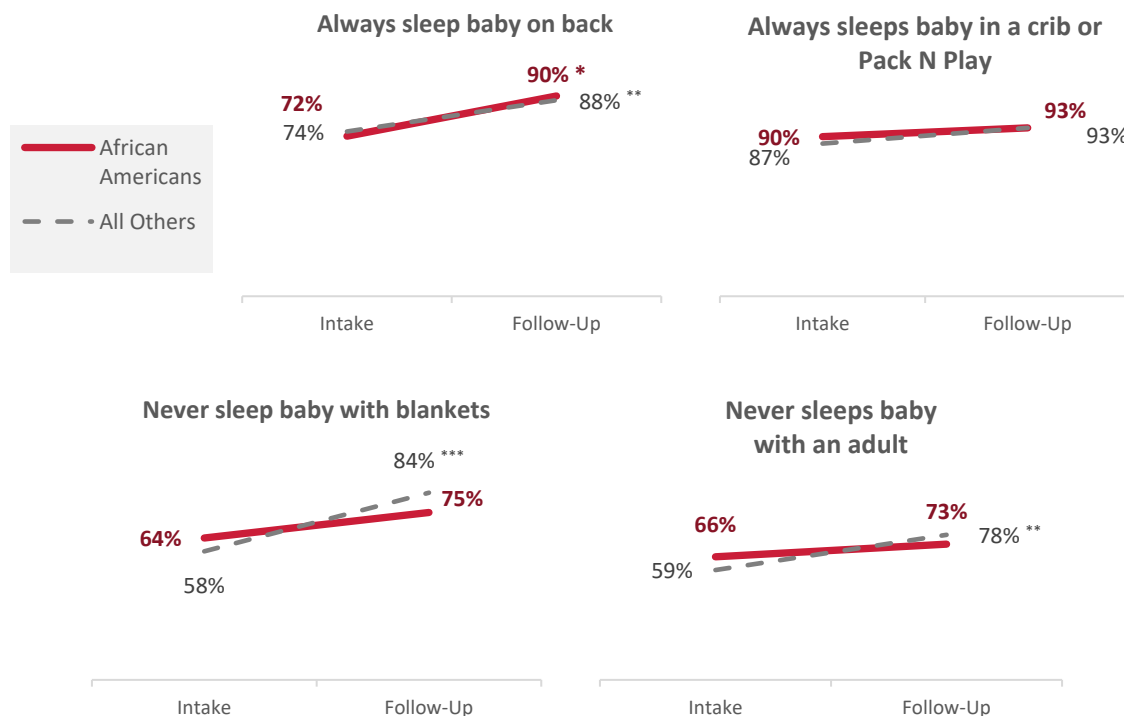 Always sleep baby on back
90% *
72%
88% **
74%
Intake
Follow-Up
Always sleeps baby in a crib or
Pack N Play
93%
90%
93%
87%
Intake
Follow-Up
African
Americans
All Others
Never sleep baby with blankets
84% ***
75%
64%
58%
Intake
Follow-Up
Never sleeps baby
with an adult
66%
73%
78% **
59%
Intake
Follow-Up